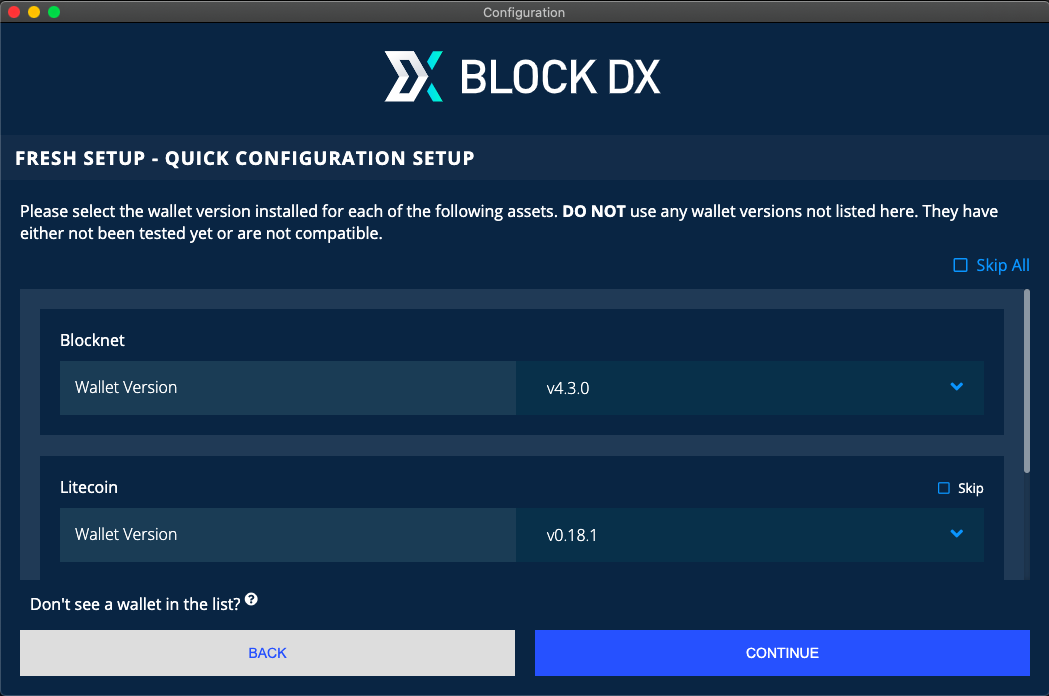 Configuration
BLOCK DX
FRESH SETUP - QUICK CONFIGURATION SETUP
Please select the wallet version installed for each of the following assets. DO NOT use any wallet versions not listed here. They have
either not been tested yet or are not compatible.
Skip All
Blocknet
Wallet Version v4.3.0
Litecoin Skip
Wallet Version v0.18.1
Don't see a wallet in the list? ?
BACK CONTINUE